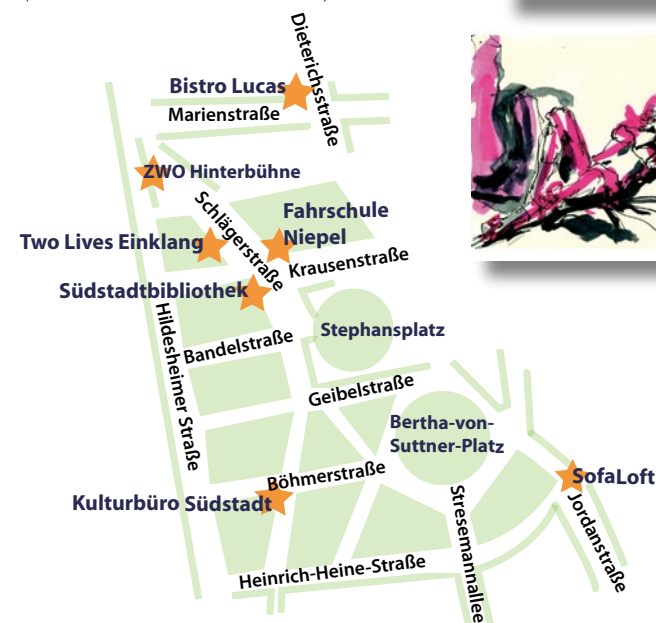 Dieterichsstraße
Bistro Lucas
Marienstraße
ZWO Hinterbühne
Schlägerstraße
Fahrschule
Niepel
Two Lives Einklang
Krausenstraße
Südstadtbibliothek
Hildesheimer Straße
Bandelstraße
Stephansplatz
Geibelstraße
Bertha-von-
Suttner-Platz
Böhmerstraße
SofaLoft
Kulturbüro Südstadt
Stresemannallee
Jordanstraße
Heinrich-Heine-Straße